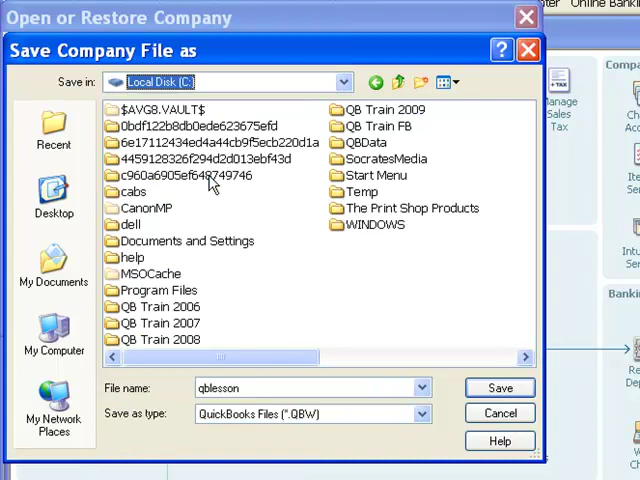 Open or Restore Company
Online Bankin
Save Company File as
Save in:
Local Disk (C:)
Compa
Recent
Desktop
My Documents
My Computer
My Network
Places
$AVG8.VAULT$
0bdf122b8db0ede623675efd
6e17112434ed4a44cb9f5ecb220d1a
4459128326f294d2d013ebf43d
c960a6905ef648749746
cabs
CanonMP
dell
Documents and Settings
help
MSOCache
Program Files
QB Train 2006
QB Train 2007
QB Train 2008
QB Train 2009
QB Train FB
QBData
SocratesMedia
Start Menu
Temp
The Print Shop Products
WINDOWS
File name:
qblesson
Save
Save as type:
QuickBooks Files (*.QBW)
Cancel
Help
Manage
Sales
Tax
Bankin